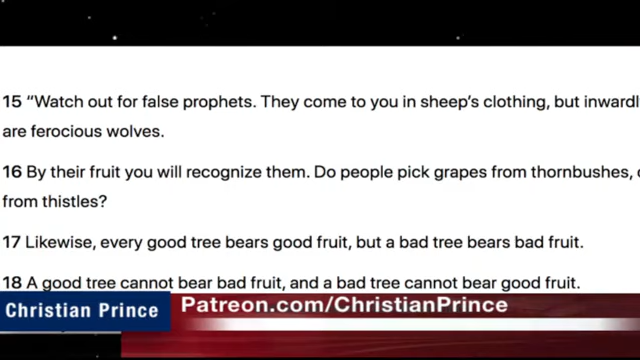 15 “Watch out for false prophets. They come to you in sheep's clothing, but
are ferocious wolves.
16 By their fruit you will recognize them. Do people pick grapes from thornbushes,
from thistles?
17 Likewise, every good tree bears good fruit, but a bad tree bears bad fruit.
18 A good tree cannot bear bad fruit, and a bad tree cannot bear good fruit.
Christian Prince
Patreon.com/ChristianPrince